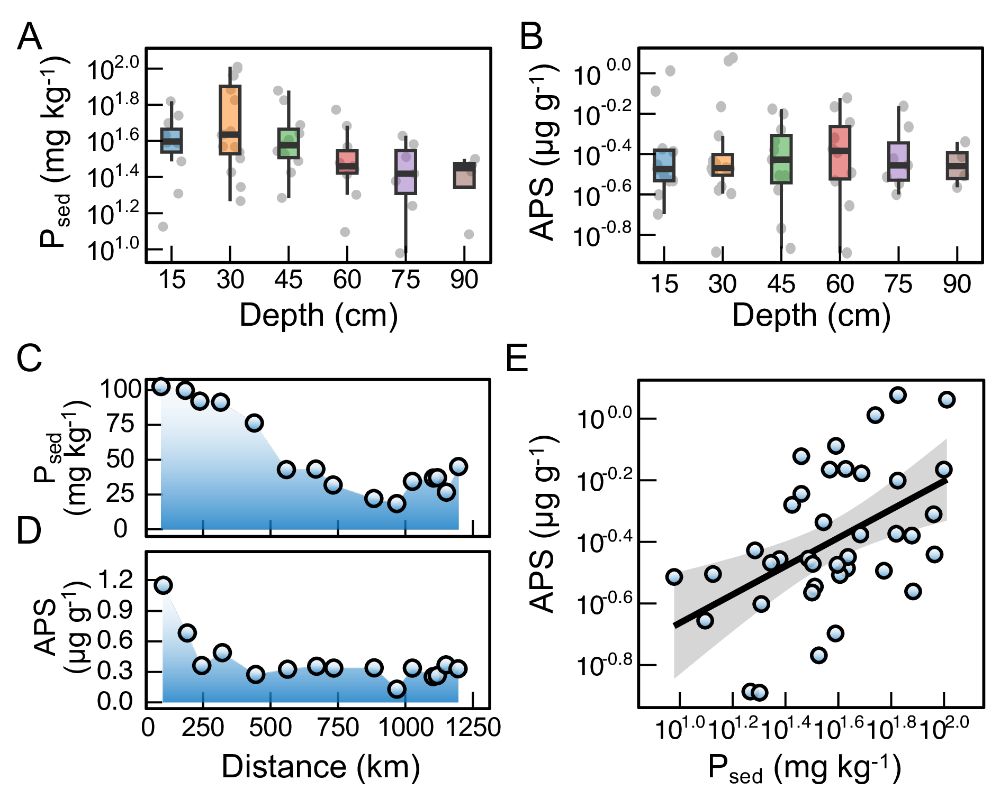 A
P_sed (mg kg^-1)
10^2.0
10^1.8
10^1.6
10^1.4
10^1.2
10^1.0
15 30 45 60 75 90
Depth (cm)
B
APS (µg g^-1)
10^0.0
10^-0.2
10^-0.4
10^-0.6
10^-0.8
15 30 45 60 75 90
Depth (cm)
C
P_sed
(mg kg^-1)
100
75
50
25
0
D
APS
(µg g^-1)
1.2
0.9
0.6
0.3
0.0
0 250 500 750 1000 1250
Distance (km)
E
APS (µg g^-1)
10^0.0
10^-0.2
10^-0.4
10^-0.6
10^-0.8
10^1.0 10^1.2 10^1.4 10^1.6 10^1.8 10^2.0
P_sed (mg kg^-1)